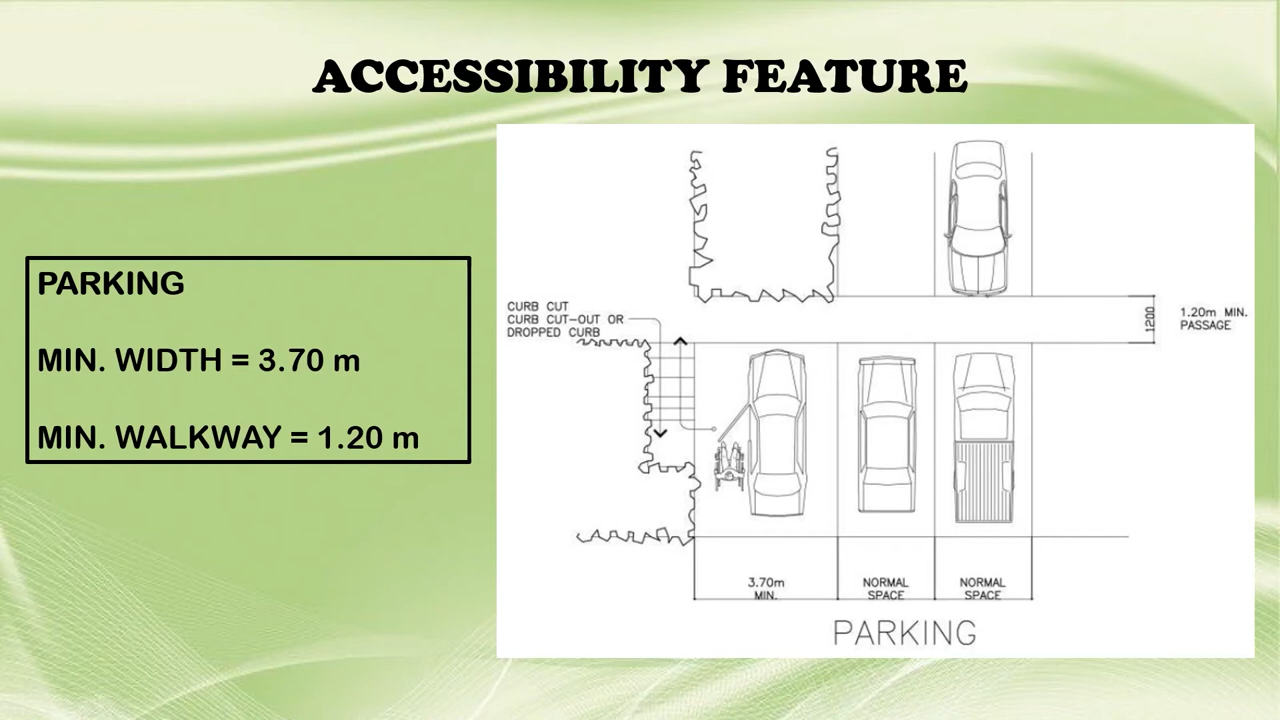 ACCESSIBILITY FEATURE
PARKING
MIN. WIDTH = 3.70 m
MIN. WALKWAY = 1.20 m
CURB CUT
CURB CUT-OUT OR
DROPPED CURB
1200
1.20m MIN.
PASSAGE
3.70m
MIN.
NORMAL
SPACE
NORMAL
SPACE
PARKING